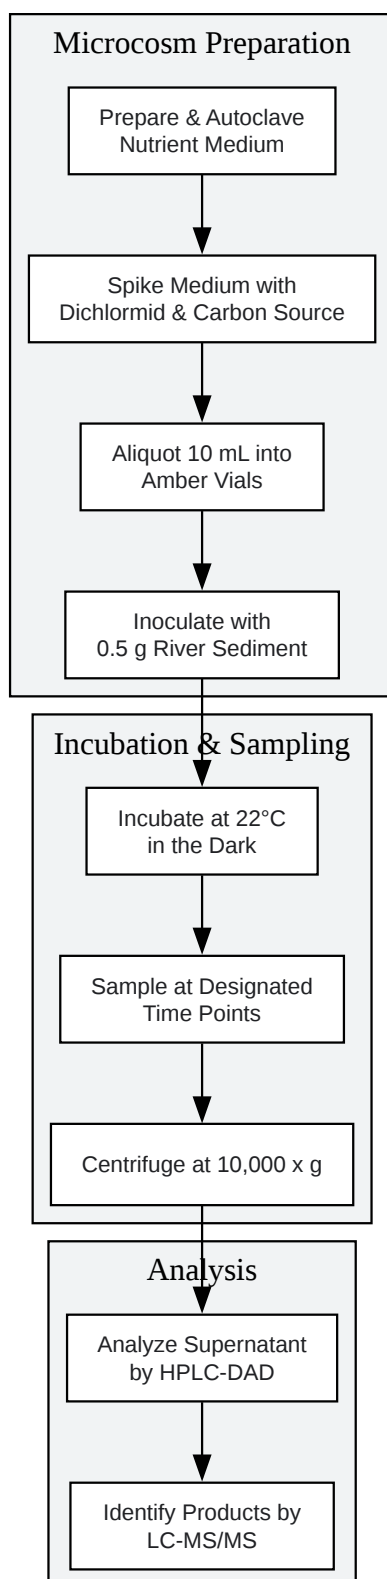 Microcosm Preparation
Prepare & Autoclave
Nutrient Medium
Spike Medium with
Dichlormid & Carbon Source
Aliquot 10 mL into
Amber Vials
Inoculate with
0.5 g River Sediment
Incubation & Sampling
Incubate at 22°C
in the Dark
Sample at Designated
Time Points
Centrifuge at 10,000 x g
Analysis
Analyze Supernatant
by HPLC-DAD
Identify Products by
LC-MS/MS